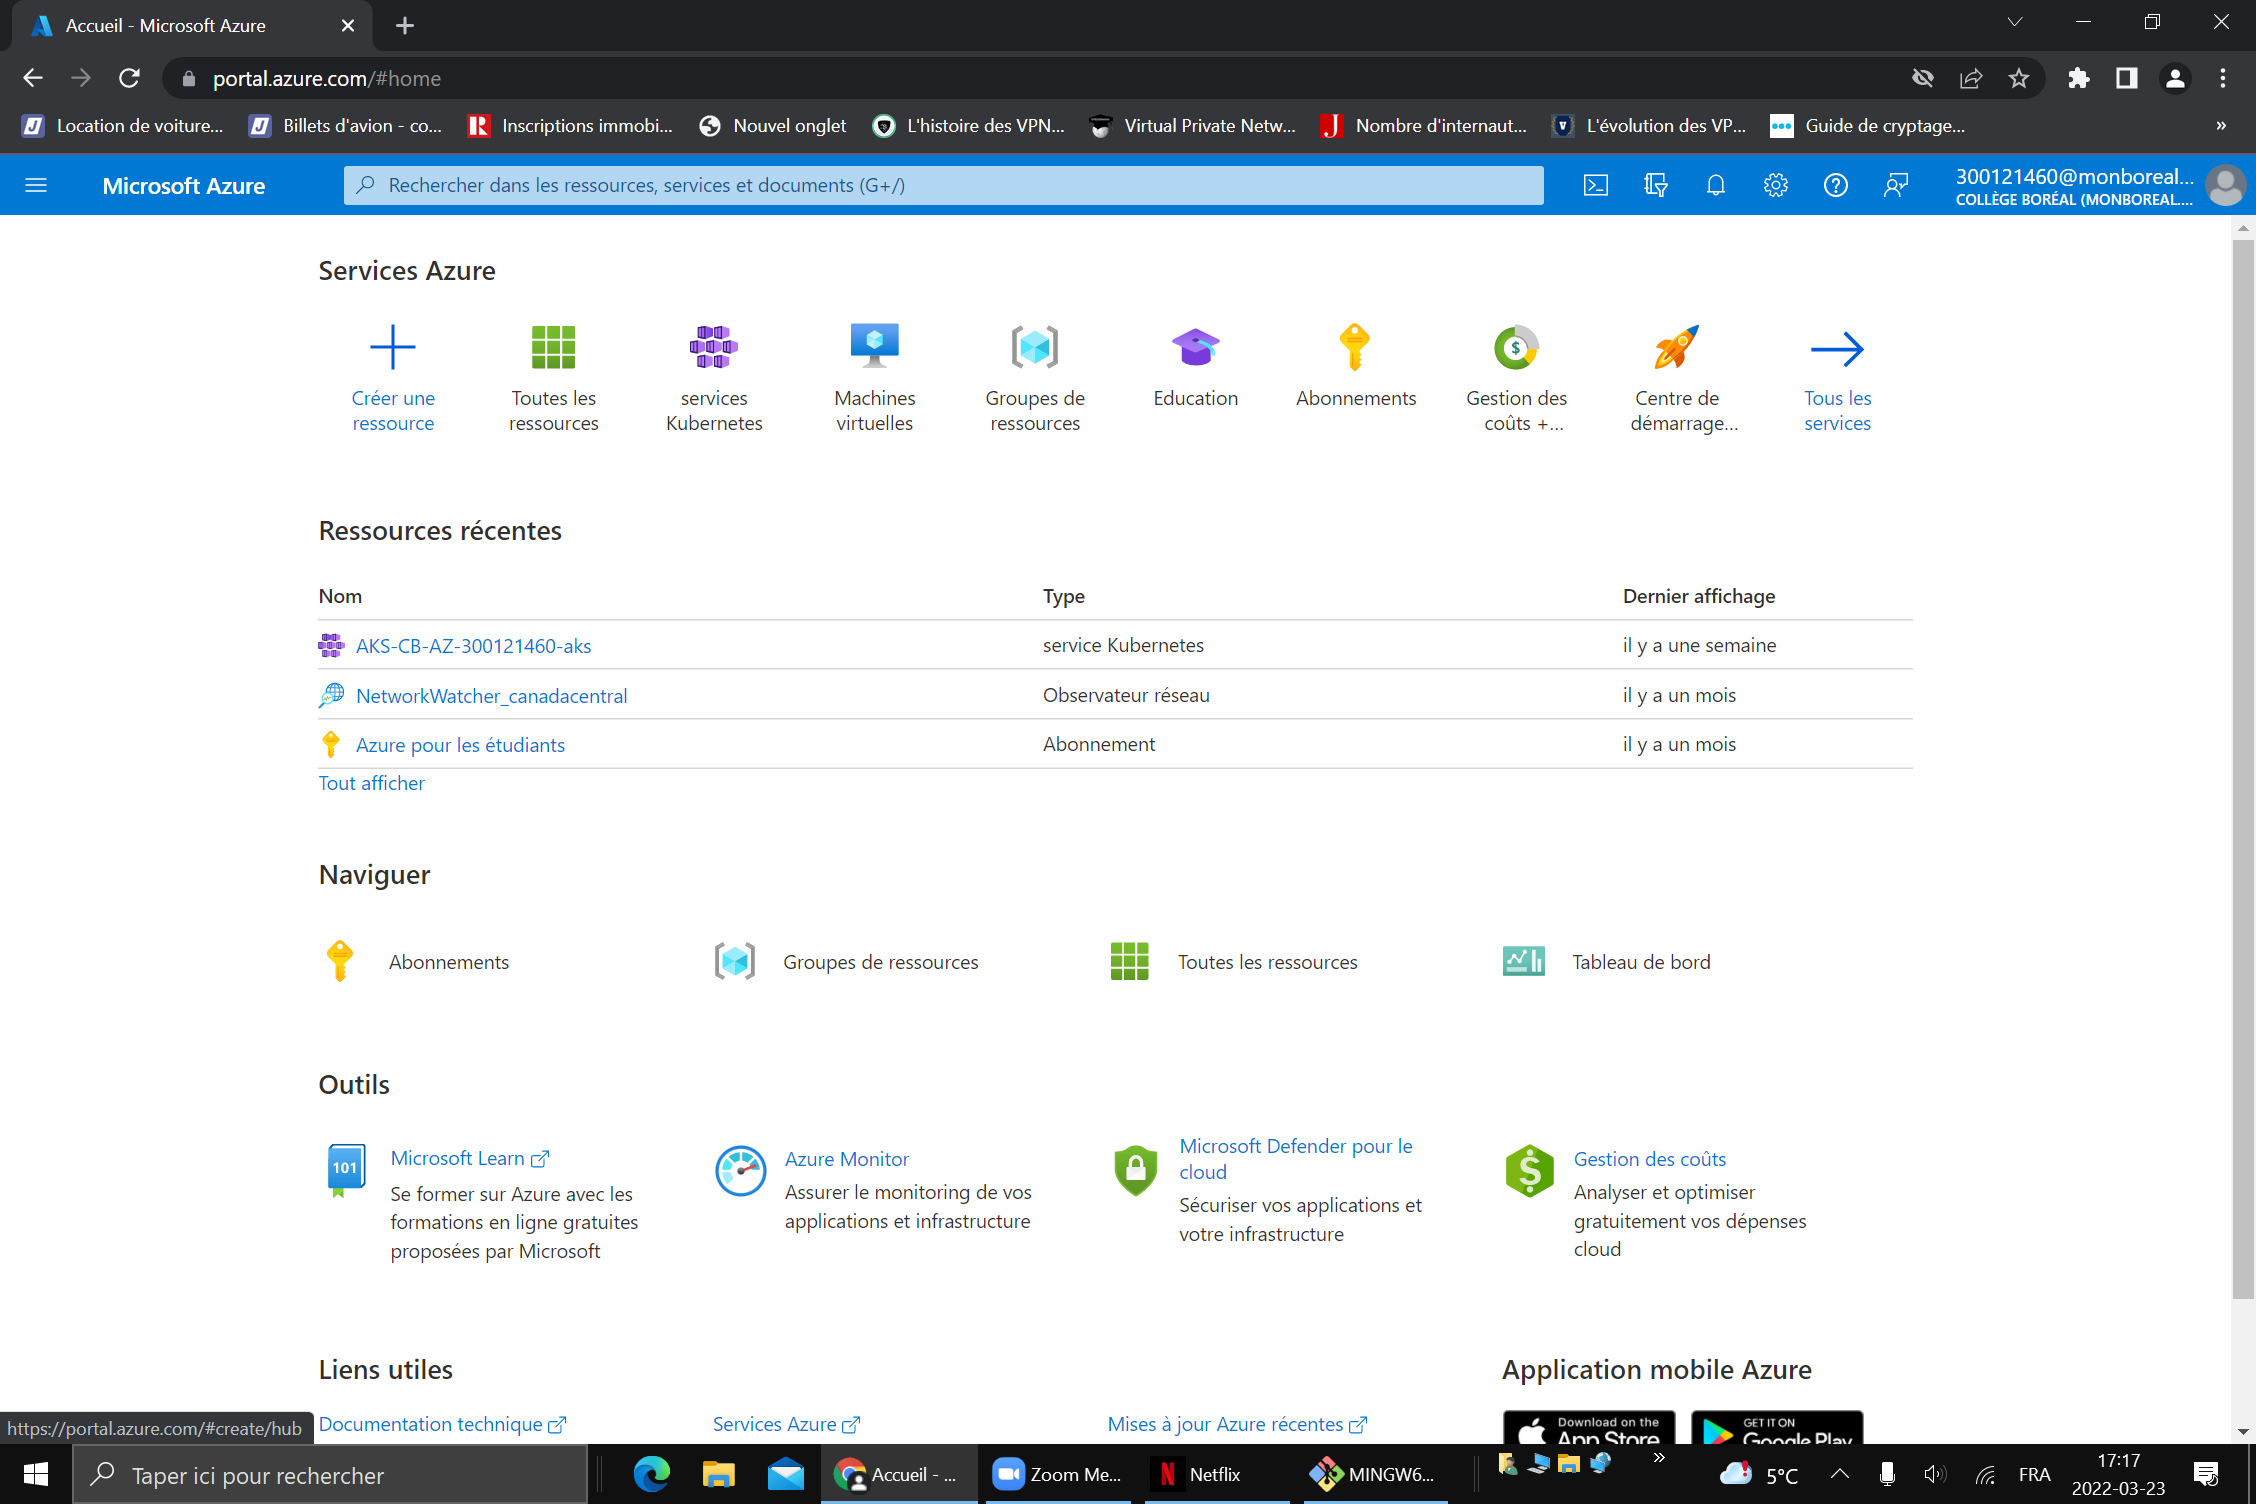 Accueil - Microsoft Azure
portal.azure.com/#home
Location de voiture...
Billets d'avion - co...
Inscriptions immobi...
Nouvel onglet
L'histoire des VPN...
Virtual Private Netw...
Nombre d'internaut...
L'évolution des VP...
Guide de cryptage...
»
Microsoft Azure
Rechercher dans les ressources, services et documents (G+/)
300121460@monboreal...
COLLÈGE BORÉAL (MONBOREAL....
Services Azure
Créer une
ressource
Toutes les
ressources
services
Kubernetes
Machines
virtuelles
Groupes de
ressources
Education
Abonnements
Gestion des
coûts +...
Centre de
démarrage...
Tous les
services
Ressources récentes
Nom
Type
Dernier affichage
AKS-CB-AZ-300121460-aks
service Kubernetes
il y a une semaine
NetworkWatcher_canadacentral
Observateur réseau
il y a un mois
Azure pour les étudiants
Abonnement
il y a un mois
Tout afficher
Naviguer
Abonnements
Groupes de ressources
Toutes les ressources
Tableau de bord
Outils
101
Microsoft Learn
Se former sur Azure avec les
formations en ligne gratuites
proposées par Microsoft
Azure Monitor
Assurer le monitoring de vos
applications et infrastructure
Microsoft Defender pour le
cloud
Sécuriser vos applications et
votre infrastructure
Gestion des coûts
Analyser et optimiser
gratuitement vos dépenses
cloud
Liens utiles
Application mobile Azure
https://portal.azure.com/#create/hub
Documentation technique
Services Azure
Mises à jour Azure récentes
Download on the
App Store
GET IT ON
Google Play
Taper ici pour rechercher
Accueil - ...
Zoom Me...
Netflix
MINGW6...
»
5°C
FRA
17:17
2022-03-23